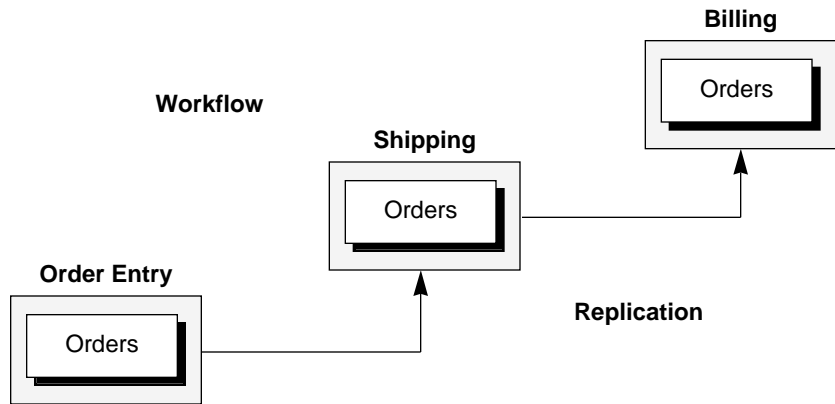 Billing
Orders
Workflow
Shipping
Orders
Order Entry
Replication
Orders